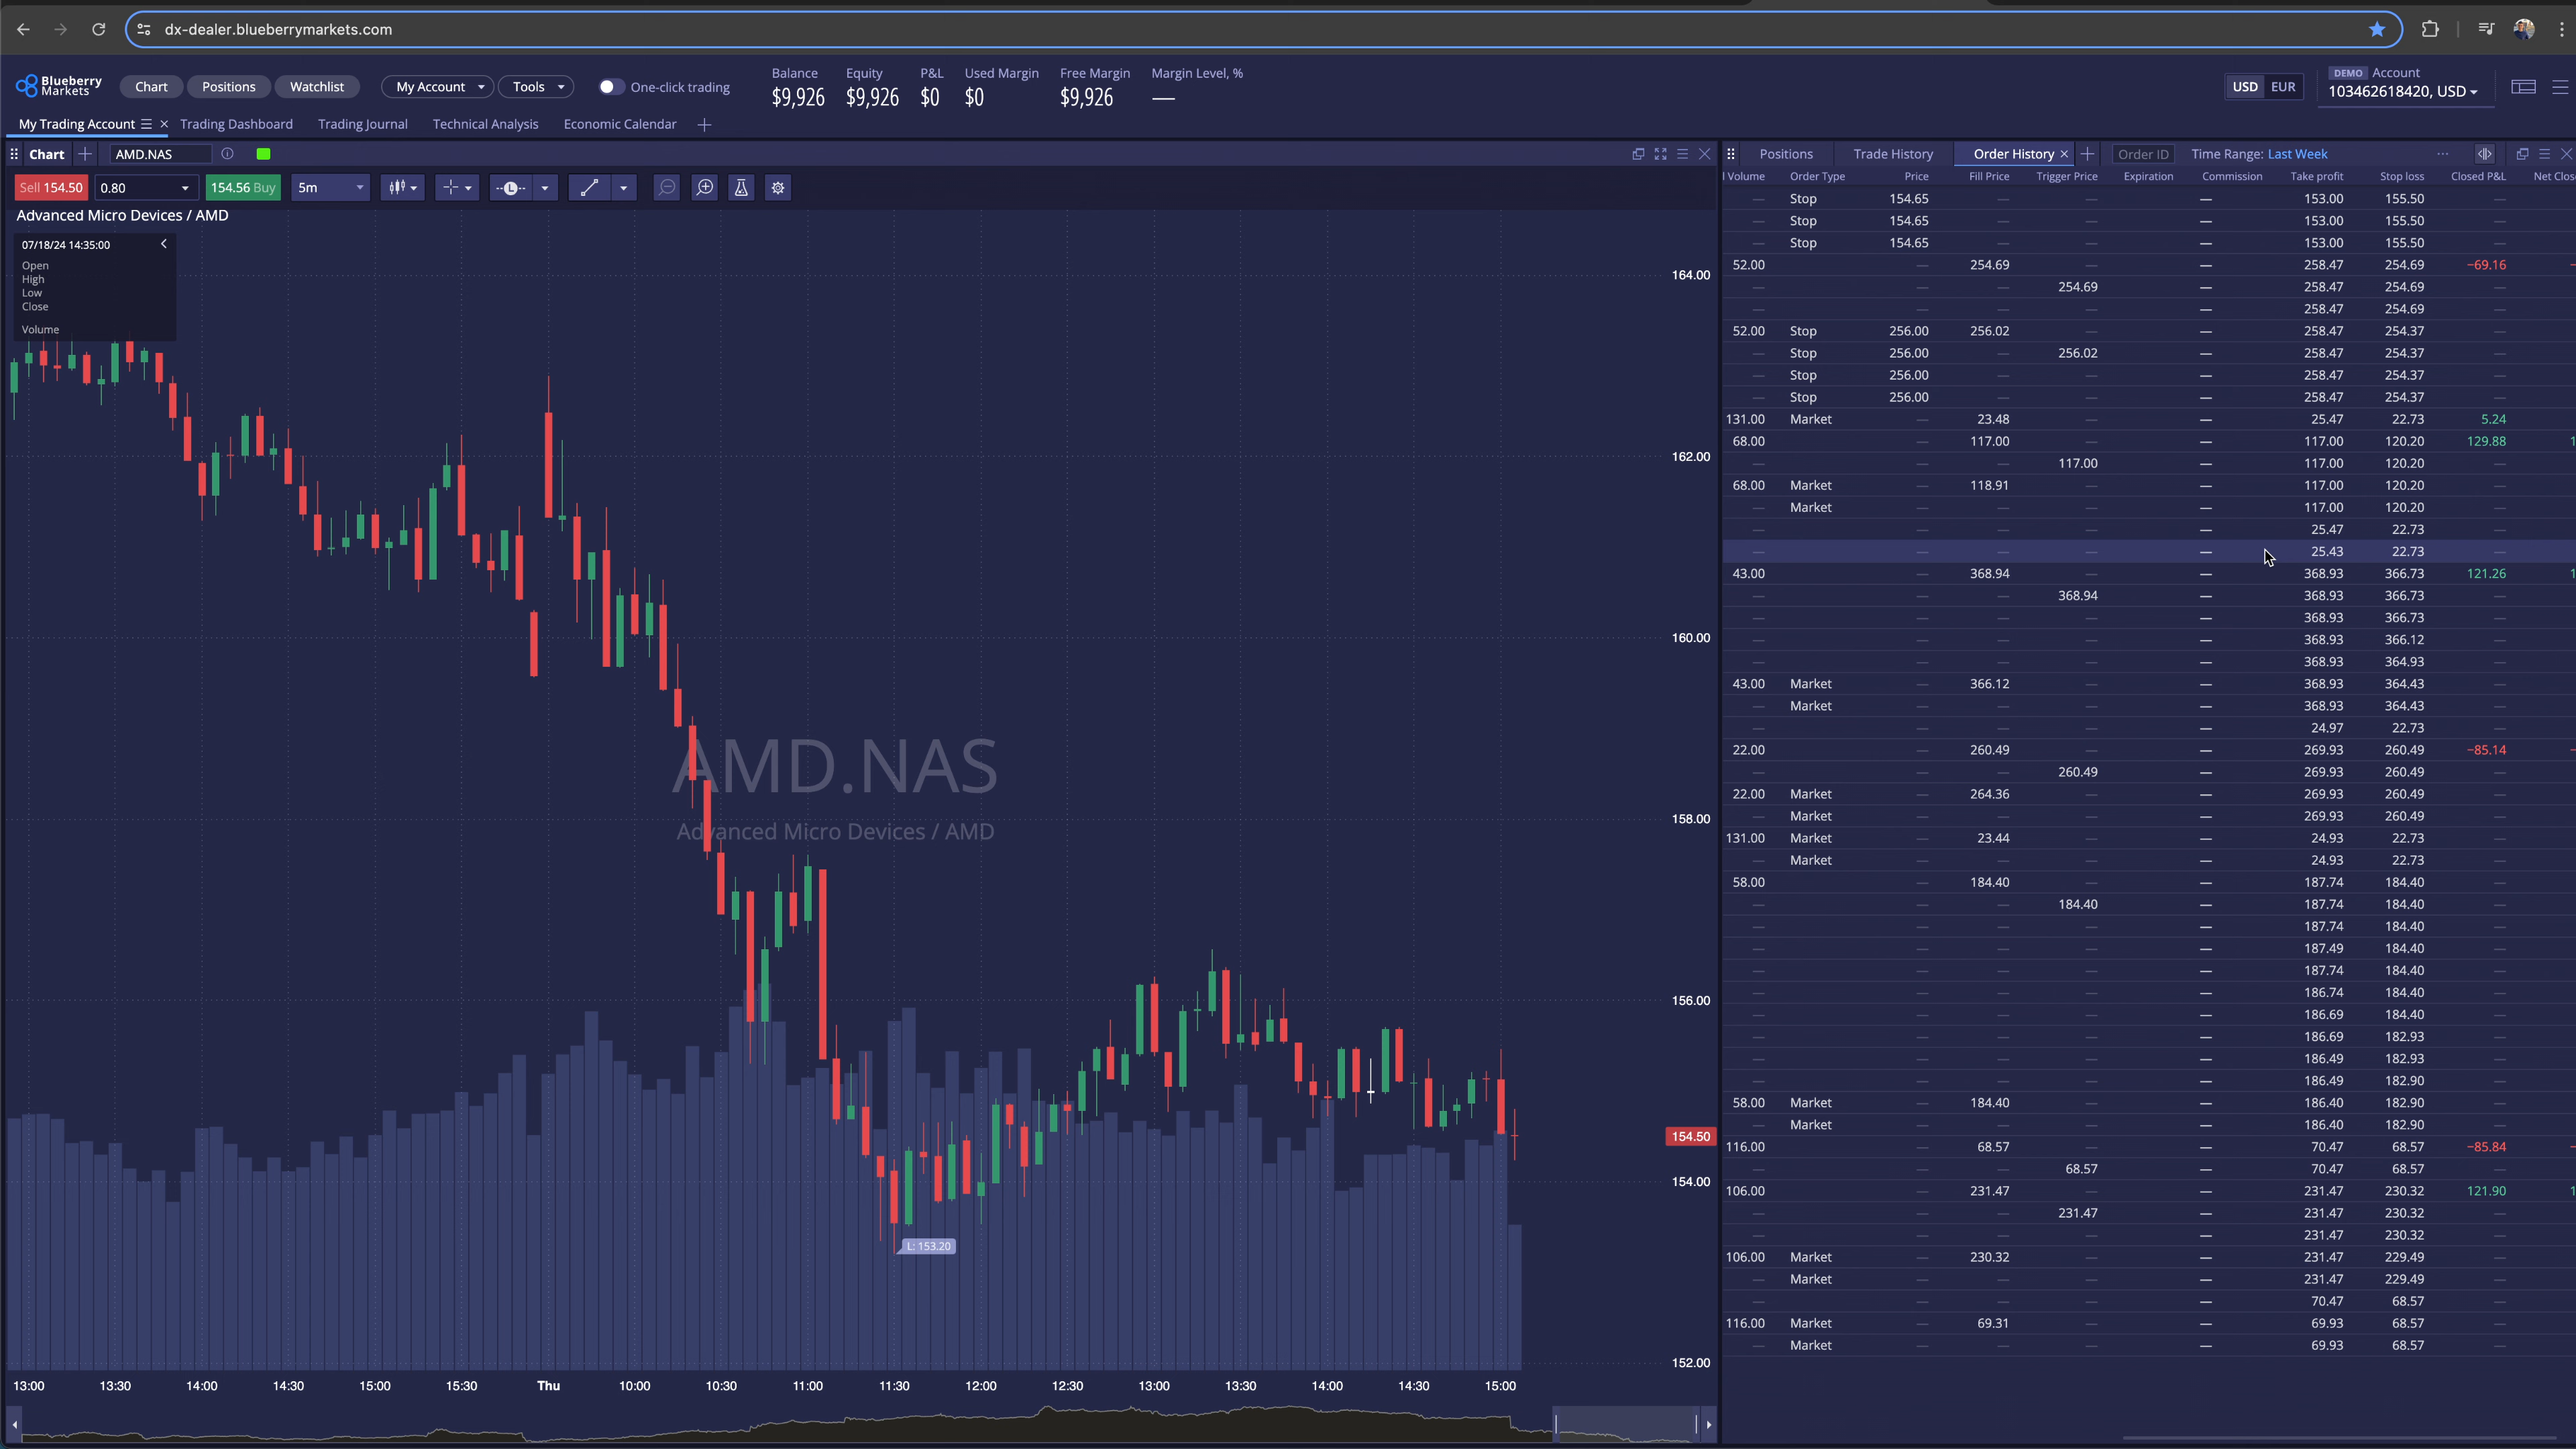 dx-dealer.blueberrymarkets.com
Blueberry Markets
Chart Positions Watchlist My Account Tools One-click trading
Balance Equity P&L Used Margin Free Margin Margin Level, %
$9,926 $9,926 $0 $0 $9,926 —
USD EUR
DEMO Account
103462618420, USD
My Trading Account Trading Dashboard Trading Journal Technical Analysis Economic Calendar
Chart AMD.NAS
Sell 154.50 0.80 154.56 Buy 5m
Advanced Micro Devices / AMD
07/18/24 14:35:00
Open
High
Low
Close
Volume
164.00
162.00
160.00
AMD.NAS
Advanced Micro Devices / AMD
158.00
156.00
154.50
154.00
L: 153.20
152.00
13:00 13:30 14:00 14:30 15:00 15:30 Thu 10:00 10:30 11:00 11:30 12:00 12:30 13:00 13:30 14:00 14:30 15:00
Positions Trade History Order History Order ID Time Range: Last Week
Volume Order Type Price Fill Price Trigger Price Expiration Commission Take profit Stop loss Closed P&L Net Clos
— Stop 154.65 — — — 153.00 155.50 —
— Stop 154.65 — — — 153.00 155.50 —
— Stop 154.65 — — — 153.00 155.50 —
52.00 — 254.69 — — 258.47 254.69 −69.16
— — — 254.69 — 258.47 254.69 —
— — — — — 258.47 254.69 —
52.00 Stop 256.00 256.02 — — 258.47 254.37 —
— Stop 256.00 — 256.02 — 258.47 254.37 —
— Stop 256.00 — — — 258.47 254.37 —
— Stop 256.00 — — — 258.47 254.37 —
131.00 Market — 23.48 — — 25.47 22.73 5.24
68.00 — 117.00 — — 117.00 120.20 129.88
— — — 117.00 — 117.00 120.20 —
68.00 Market — 118.91 — — 117.00 120.20 —
— Market — — — — 117.00 120.20 —
— — — — — 25.47 22.73 —
— — — — — 25.43 22.73 —
43.00 — 368.94 — — 368.93 366.73 121.26
— — — 368.94 — 368.93 366.73 —
— — — — — 368.93 366.73 —
— — — — — 368.93 366.12 —
— — — — — 368.93 364.93 —
43.00 Market — 366.12 — — 368.93 364.43 —
— Market — — — — 368.93 364.43 —
— — — — — 24.97 22.73 —
22.00 — 260.49 — — 269.93 260.49 −85.14
— — — 260.49 — 269.93 260.49 —
22.00 Market — 264.36 — — 269.93 260.49 —
— Market — — — — 269.93 260.49 —
131.00 Market — 23.44 — — 24.93 22.73 —
— Market — — — — 24.93 22.73 —
58.00 — 184.40 — — 187.74 184.40 —
— — — 184.40 — 187.74 184.40 —
— — — — — 187.74 184.40 —
— — — — — 187.49 184.40 —
— — — — — 187.74 184.40 —
— — — — — 186.74 184.40 —
— — — — — 186.69 184.40 —
— — — — — 186.69 182.93 —
— — — — — 186.49 182.93 —
— — — — — 186.49 182.90 —
58.00 Market — 184.40 — — 186.40 182.90 —
— Market — — — — 186.40 182.90 —
116.00 — 68.57 — — 70.47 68.57 −85.84
— — — 68.57 — 70.47 68.57 —
106.00 — 231.47 — — 231.47 230.32 121.90
— — — 231.47 — 231.47 230.32 —
— — — — — 231.47 230.32 —
106.00 Market — 230.32 — — 231.47 229.49 —
— Market — — — — 231.47 229.49 —
— — — — — 70.47 68.57 —
116.00 Market — 69.31 — — 69.93 68.57 —
— Market — — — — 69.93 68.57 —